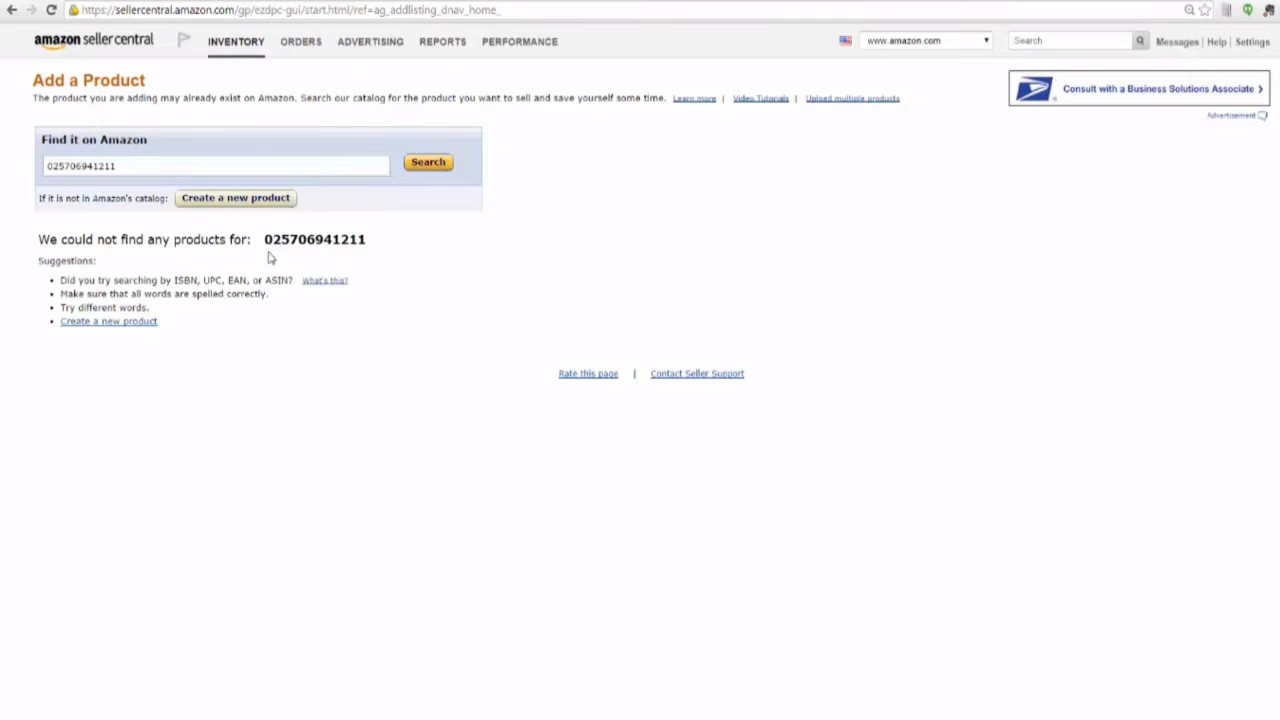 https://sellercentral.amazon.com/gp/ezdpc-gui/start.html/ref=ag_addlisting_dnav_home_
amazon seller central INVENTORY ORDERS ADVERTISING REPORTS PERFORMANCE www.amazon.com Search Messages | Help | Settings
Add a Product
The product you are adding may already exist on Amazon. Search our catalog for the product you want to sell and save yourself some time. Learn more | Video Tutorials | Upload multiple products
Consult with a Business Solutions Associate
Advertisement
Find it on Amazon
025706941211 Search
If it is not in Amazon's catalog: Create a new product
We could not find any products for: 025706941211
Suggestions:
• Did you try searching by ISBN, UPC, EAN, or ASIN? What's this?
• Make sure that all words are spelled correctly.
• Try different words.
• Create a new product
Rate this page | Contact Seller Support